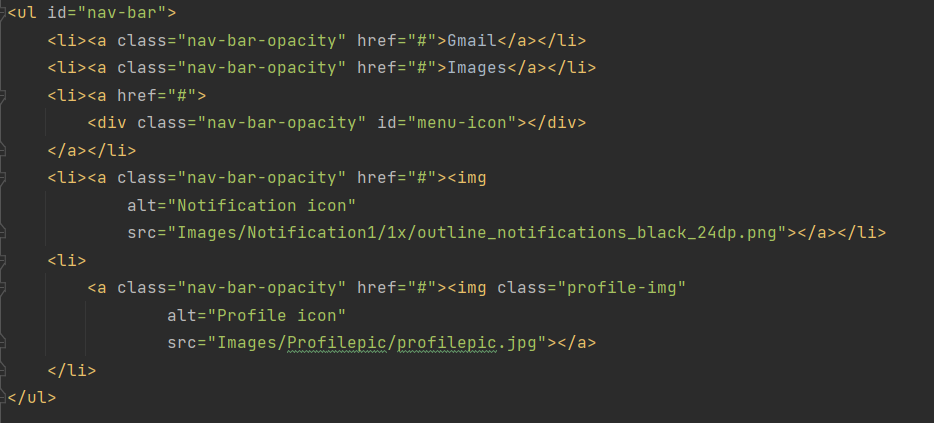 <ul id="nav-bar">
    <li><a class="nav-bar-opacity" href="#">Gmail</a></li>
    <li><a class="nav-bar-opacity" href="#">Images</a></li>
    <li><a href="#">
        <div class="nav-bar-opacity" id="menu-icon"></div>
    </a></li>
    <li><a class="nav-bar-opacity" href="#"><img
            alt="Notification icon"
            src="Images/Notification1/1x/outline_notifications_black_24dp.png"></a></li>
    <li>
        <a class="nav-bar-opacity" href="#"><img class="profile-img"
                alt="Profile icon"
                src="Images/Profilepic/profilepic.jpg"></a>
    </li>
</ul>